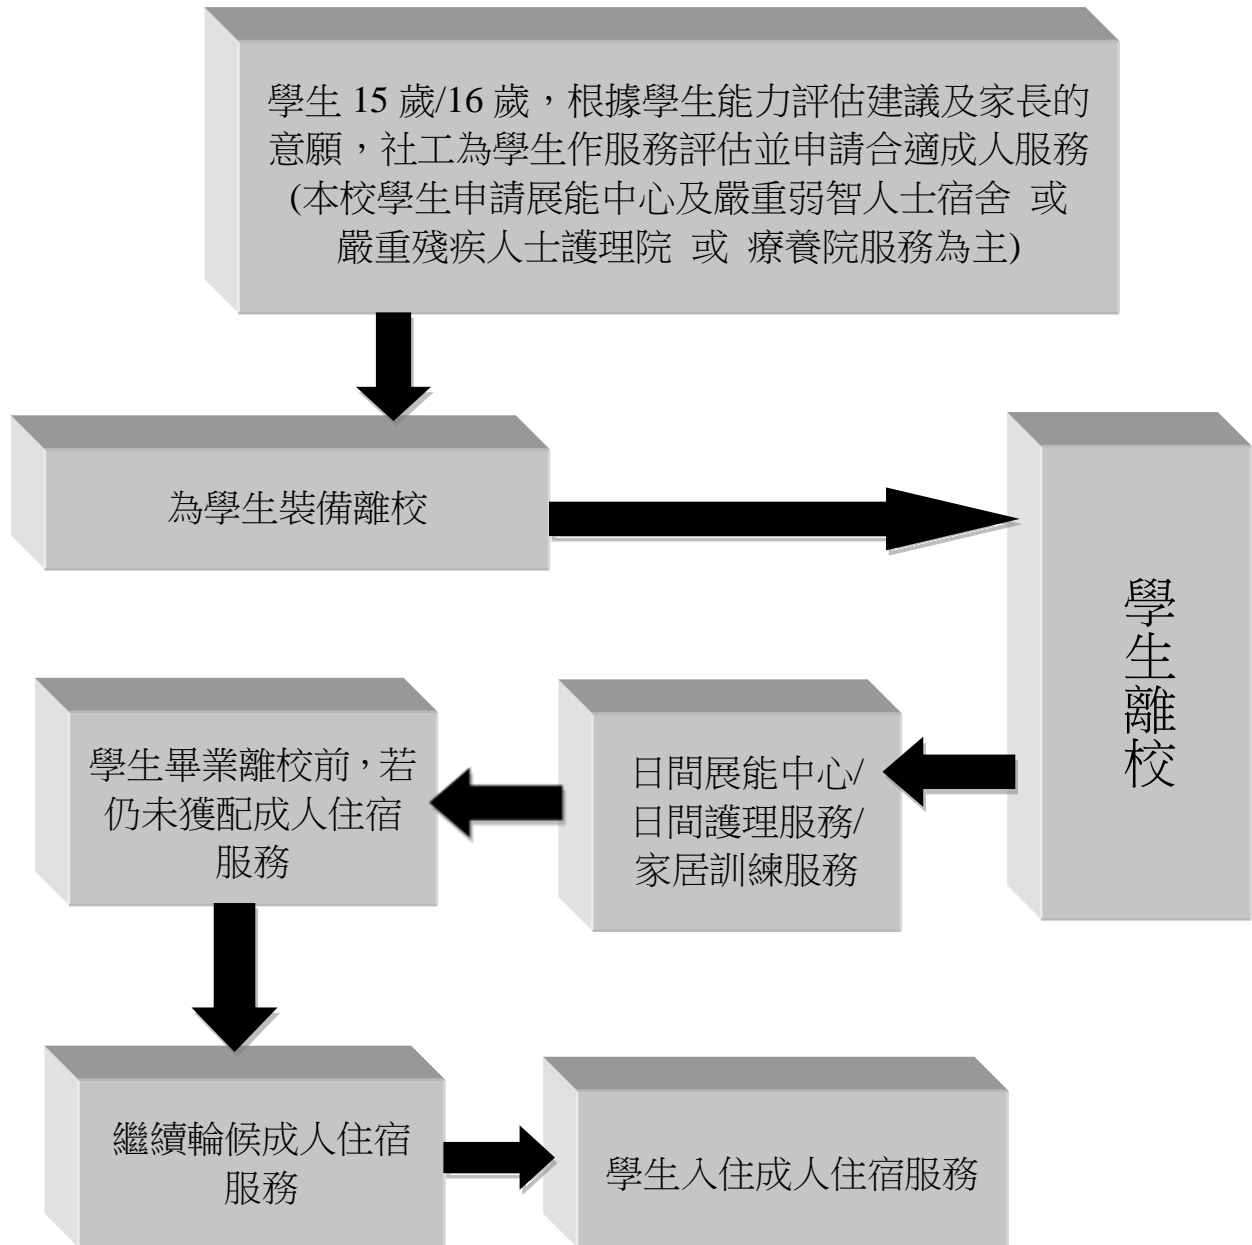 學生 15 歲/16 歲，根據學生能力評估建議及家長的
意願，社工為學生作服務評估並申請合適成人服務
(本校學生申請展能中心及嚴重弱智人士宿舍 或
嚴重殘疾人士護理院 或 療養院服務為主)
為學生裝備離校
學生離校
日間展能中心/
日間護理服務/
家居訓練服務
學生畢業離校前，若
仍未獲配成人住宿
服務
繼續輪候成人住宿
服務
學生入住成人住宿服務